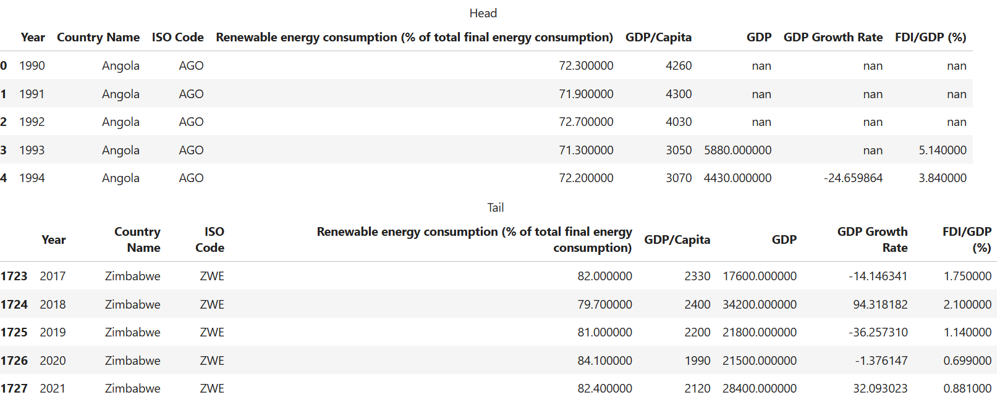 Head
Year Country Name ISO Code Renewable energy consumption (% of total final energy consumption) GDP/Capita GDP GDP Growth Rate FDI/GDP (%)
0 1990 Angola AGO 72.300000 4260 nan nan nan
1 1991 Angola AGO 71.900000 4300 nan nan nan
2 1992 Angola AGO 72.700000 4030 nan nan nan
3 1993 Angola AGO 71.300000 3050 5880.000000 nan 5.140000
4 1994 Angola AGO 72.200000 3070 4430.000000 -24.659864 3.840000
Tail
Year Country Name ISO Code Renewable energy consumption (% of total final energy consumption) GDP/Capita GDP GDP Growth Rate FDI/GDP (%)
1723 2017 Zimbabwe ZWE 82.000000 2330 17600.000000 -14.146341 1.750000
1724 2018 Zimbabwe ZWE 79.700000 2400 34200.000000 94.318182 2.100000
1725 2019 Zimbabwe ZWE 81.000000 2200 21800.000000 -36.257310 1.140000
1726 2020 Zimbabwe ZWE 84.100000 1990 21500.000000 -1.376147 0.699000
1727 2021 Zimbabwe ZWE 82.400000 2120 28400.000000 32.093023 0.881000